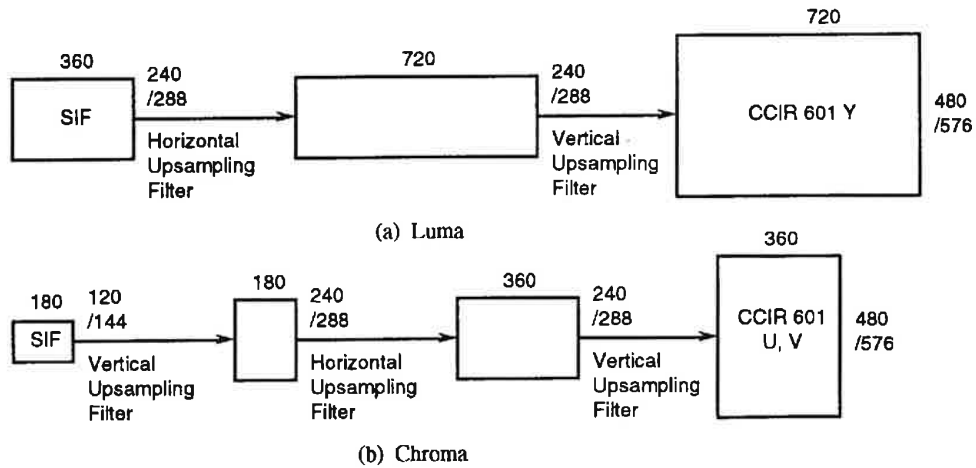 720
360
240
/288
720
240
/288
SIF
CCIR 601 Y
480
/576
Horizontal
Upsampling
Filter
Vertical
Upsampling
Filter
(a) Luma
360
180
120
/144
180
240
/288
360
240
/288
SIF
CCIR 601
U, V
480
/576
Vertical
Upsampling
Filter
Horizontal
Upsampling
Filter
Vertical
Upsampling
Filter
(b) Chroma